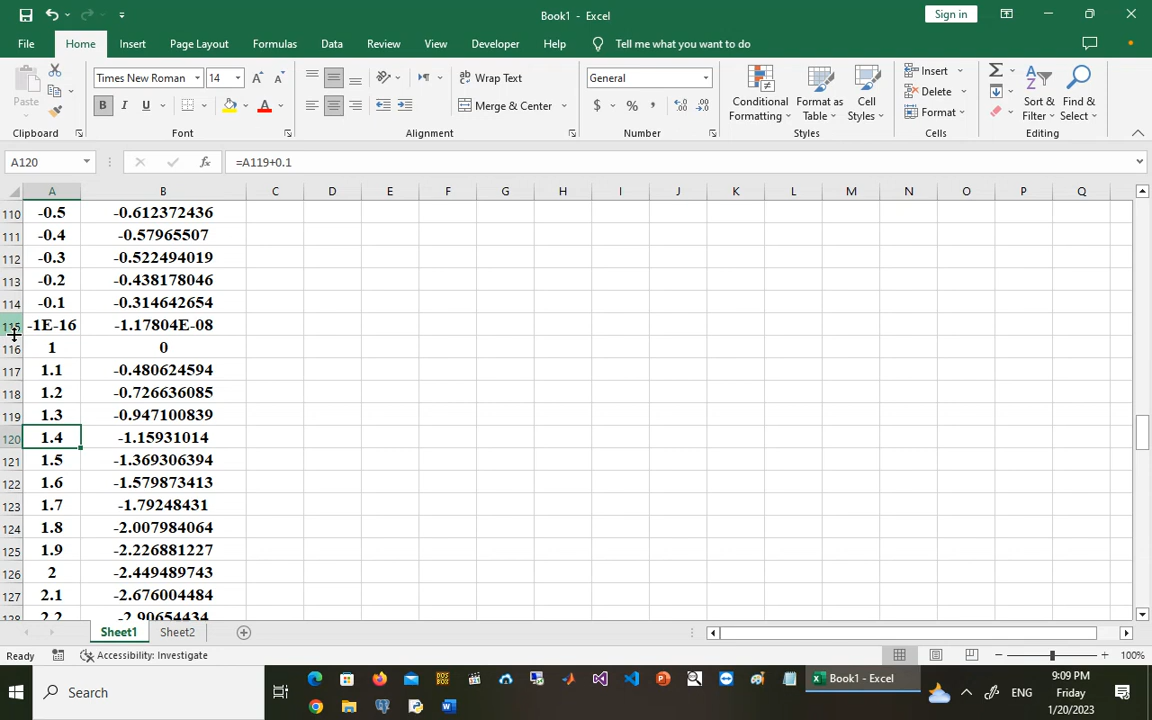 Book1 - Excel
Sign in
File Home Insert Page Layout Formulas Data Review View Developer Help Tell me what you want to do
Paste
Times New Roman 14
B I U
Wrap Text
Merge & Center
General
$ % ,
Conditional Formatting
Format as Table
Cell Styles
Insert
Delete
Format
Sort & Filter
Find & Select
Clipboard Font Alignment Number Styles Cells Editing
A120 fx =A119+0.1
A B C D E F G H I J K L M N O P Q
110 -0.5 -0.612372436
111 -0.4 -0.57965507
112 -0.3 -0.522494019
113 -0.2 -0.438178046
114 -0.1 -0.314642654
115 -1E-16 -1.17804E-08
116 1 0
117 1.1 -0.480624594
118 1.2 -0.726636085
119 1.3 -0.947100839
120 1.4 -1.15931014
121 1.5 -1.369306394
122 1.6 -1.579873413
123 1.7 -1.79248431
124 1.8 -2.007984064
125 1.9 -2.226881227
126 2 -2.449489743
127 2.1 -2.676004484
128 2.2 -2.90654434
Sheet1 Sheet2
Ready Accessibility: Investigate 100%
Search
Book1 - Excel
ENG
9:09 PM
Friday
1/20/2023